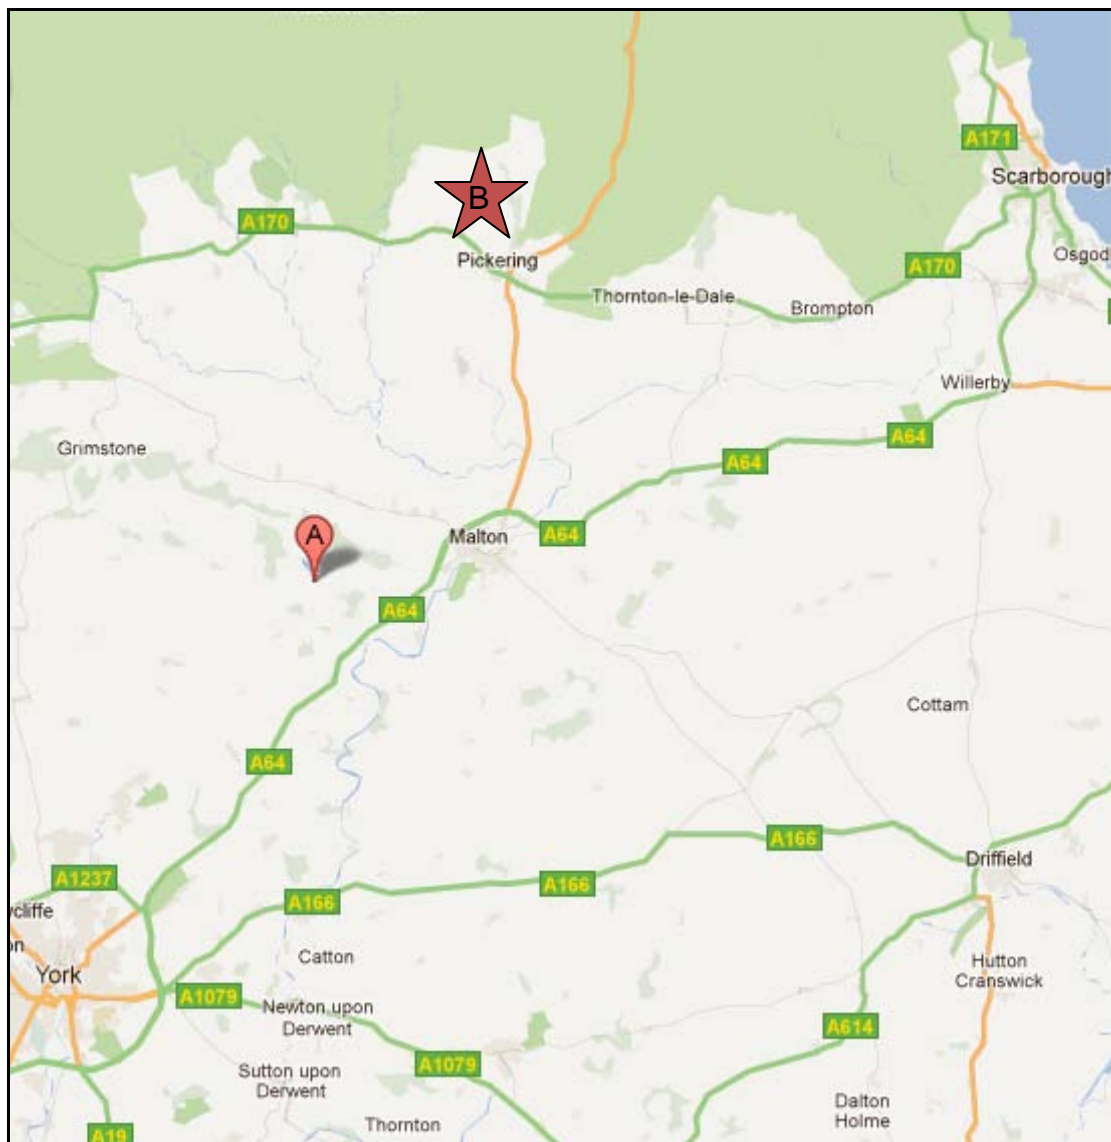 A171
Scarborough
B
A170
Pickering
A170
Osgod
Thornton-le-Dale
Brompton
Willerby
Grimstone
A64
A64
A
Malton
A64
A64
Cottam
A64
A166
Driffield
A1237
A166
A166
ycliffe
on
Catton
York
Hutton
Cranswick
A1079
Newton upon
Derwent
A614
A1079
Sutton upon
Derwent
Dalton
Holme
Thornton
A19